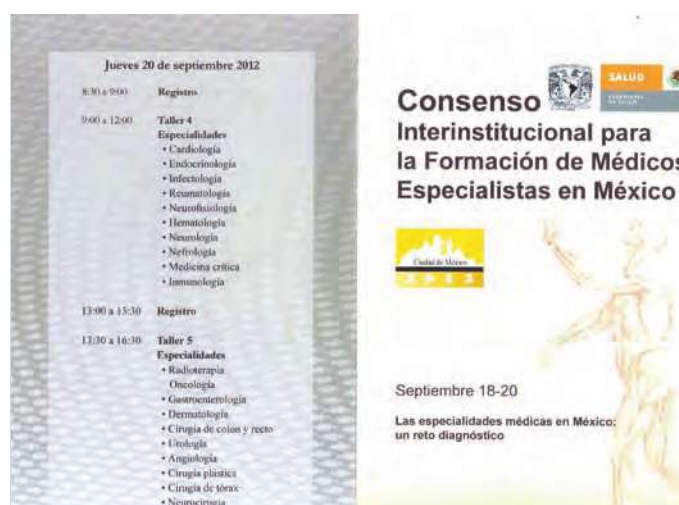 Jueves 20 de septiembre 2012
8:30 a 9:00 Registro
9:00 a 12:00 Taller 4
Especialidades
• Cardiología
• Endocrinología
• Infectología
• Reumatología
• Neurofisiología
• Hematología
• Neurología
• Nefrología
• Medicina crítica
• Inmunología
13:00 a 13:30 Registro
13:30 a 16:30 Taller 5
Especialidades
• Radioterapia
Oncología
• Gastroenterología
• Dermatología
• Cirugía de colon y recto
• Urología
• Angiología
• Cirugía plástica
• Cirugía de tórax
• Neurocirugía
SALUD
Consenso
Interinstitucional para
la Formación de Médicos
Especialistas en México
Ciudad de México
2012
Septiembre 18-20
Las especialidades médicas en México:
un reto diagnóstico